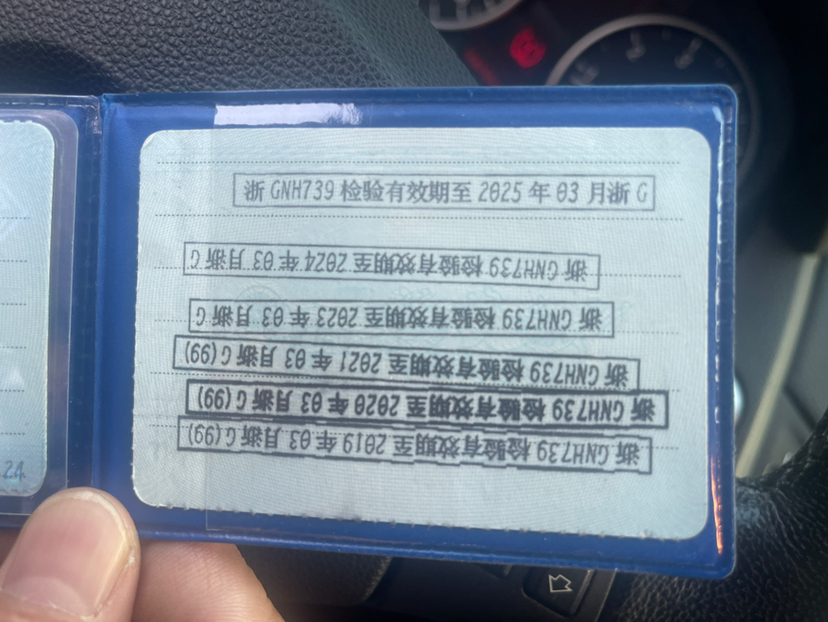 浙 GNH739 检验有效期至 2025 年 03 月浙 G
浙 GNH739 检验有效期至 2024 年 03 月浙 G
浙 GNH739 检验有效期至 2023 年 03 月浙 G
浙 GNH739 检验有效期至 2021 年 03 月浙 G(99)
浙 GNH739 检验有效期至 2020 年 03 月浙 G(99)
浙 GNH739 检验有效期至 2019 年 03 月浙 G(99)
24